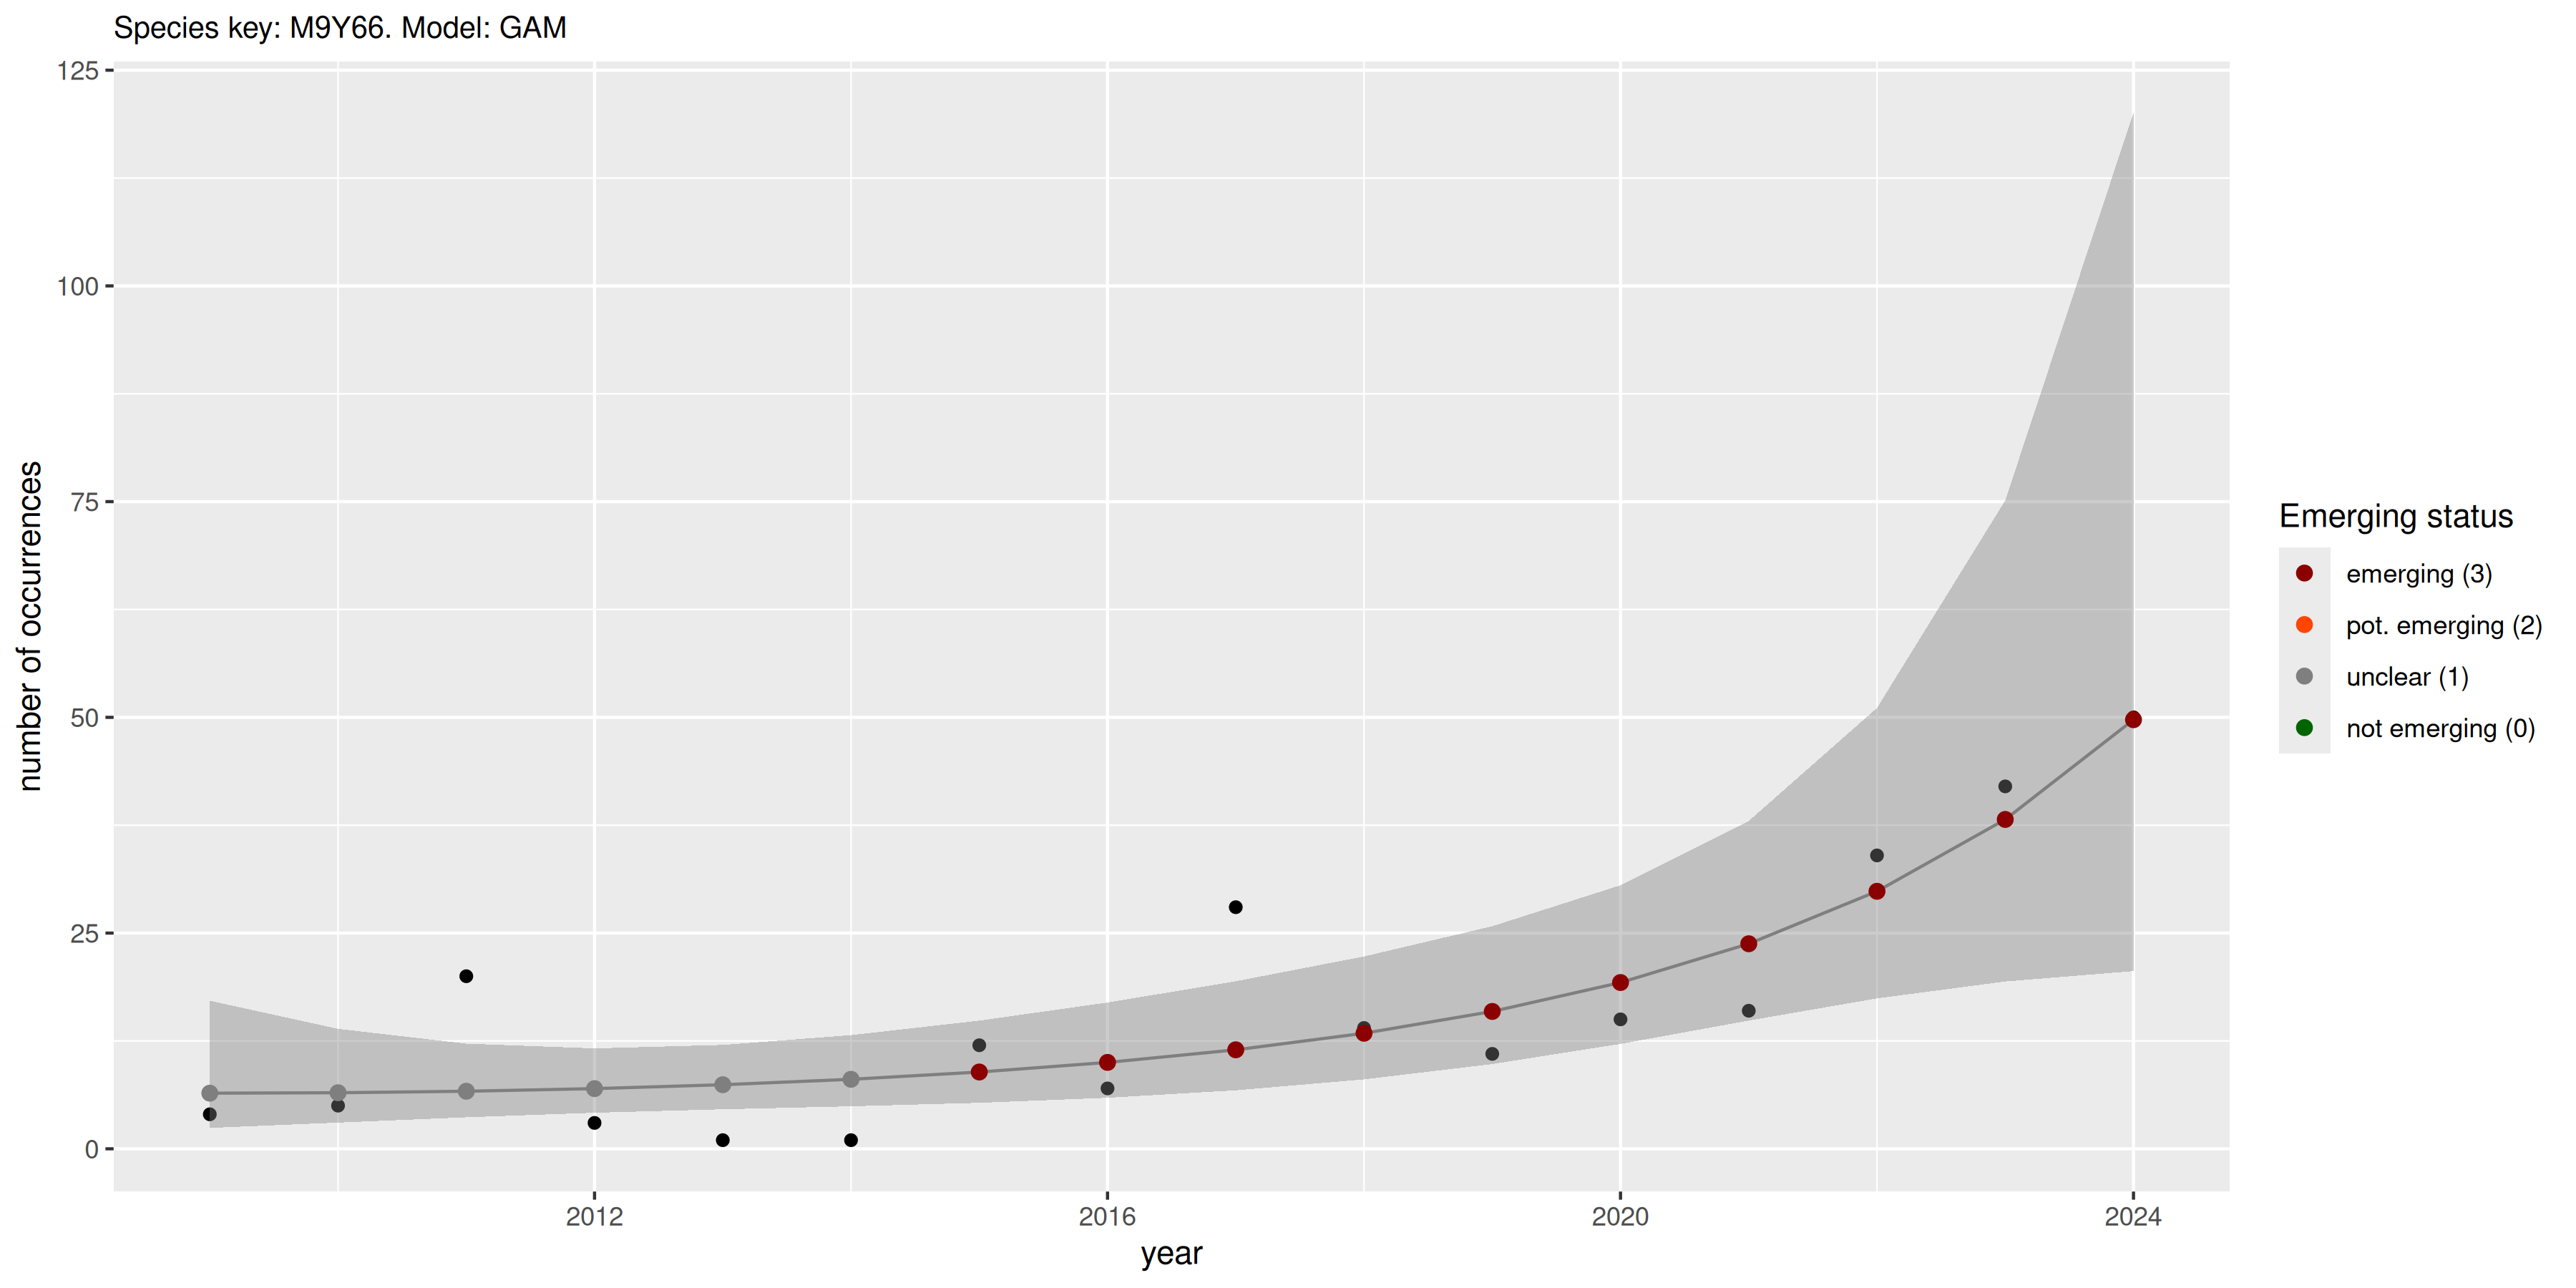 Species key: M9Y66. Model: GAM
125
100
75
50
25
0
number of occurrences
2012
2016
2020
2024
year
Emerging status
emerging (3)
pot. emerging (2)
unclear (1)
not emerging (0)